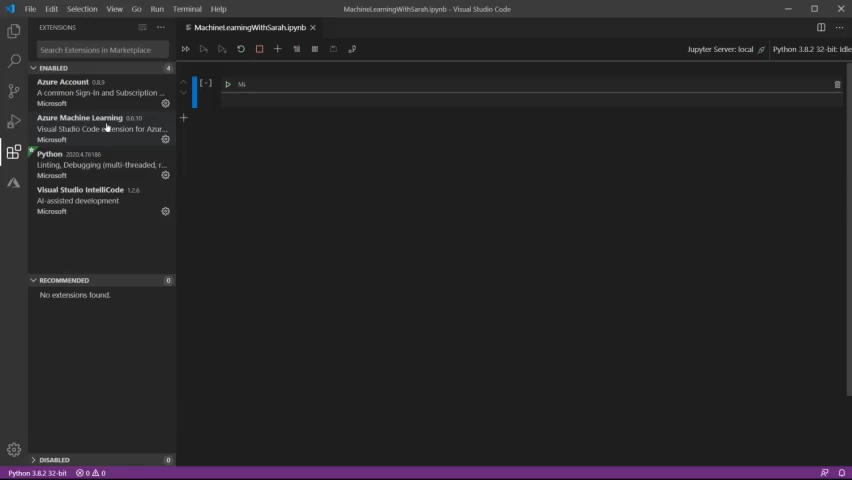 File Edit Selection View Go Run Terminal Help
MachineLearningWithSarah.ipynb - Visual Studio Code
EXTENSIONS
MachineLearningWithSarah.ipynb
Search Extensions in Marketplace
Jupyter Server: local
Python 3.8.2 32-bit: Idle
ENABLED 4
Azure Account 0.8.9
A common Sign-In and Subscription ...
Microsoft
Azure Machine Learning 0.6.10
Visual Studio Code extension for Azur...
Microsoft
Python 2020.4.76186
Linting, Debugging (multi-threaded, r...
Microsoft
Visual Studio IntelliCode 1.2.6
AI-assisted development
Microsoft
[-]
M↓
RECOMMENDED 0
No extensions found.
DISABLED 0
Python 3.8.2 32-bit 0 0